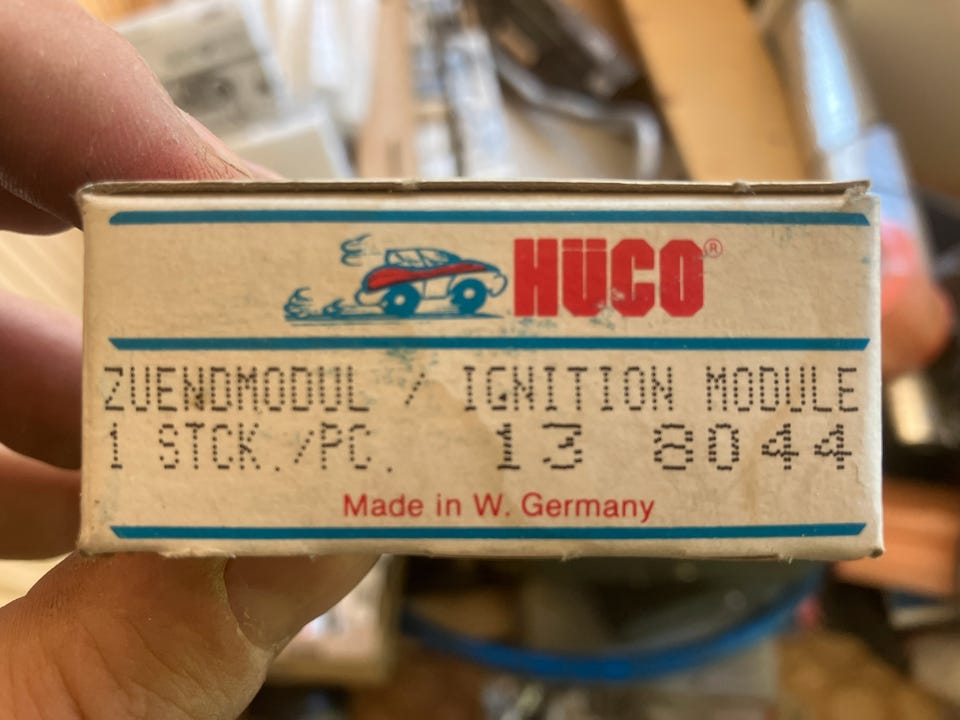 HÜCO®
ZUENDMODUL / IGNITION MODULE
1 STCK./PC. 13 8044
Made in W. Germany